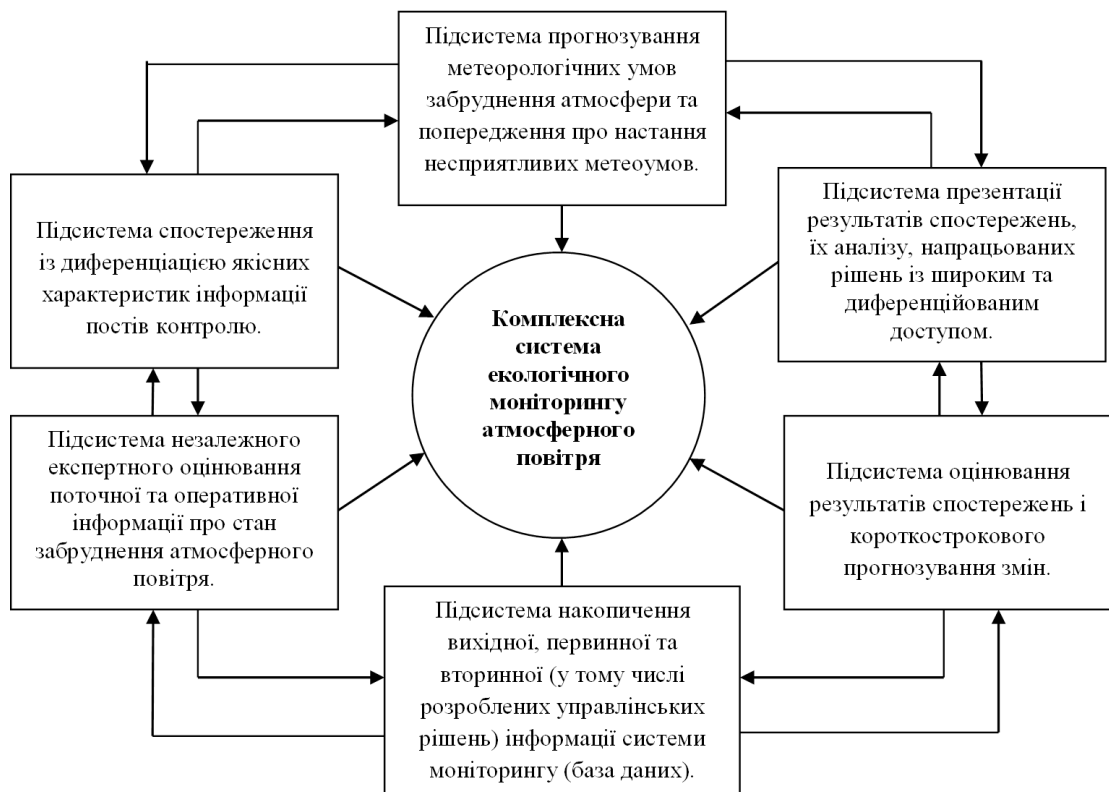 Підсистема прогнозування
метеорологічних умов
забруднення атмосфери та
попередження про настання
несприятливих метеоумов.
Підсистема спостереження
із диференціацією якісних
характеристик інформації
постів контролю.
Підсистема презентації
результатів спостережень,
їх аналізу, напрацьованих
рішень із широким та
диференційованим
доступом.
Комплексна
система
екологічного
моніторингу
атмосферного
повітря
Підсистема незалежного
експертного оцінювання
поточної та оперативної
інформації про стан
забруднення атмосферного
повітря.
Підсистема оцінювання
результатів спостережень і
короткострокового
прогнозування змін.
Підсистема накопичення
вихідної, первинної та
вторинної (у тому числі
розроблених управлінських
рішень) інформації системи
моніторингу (база даних).